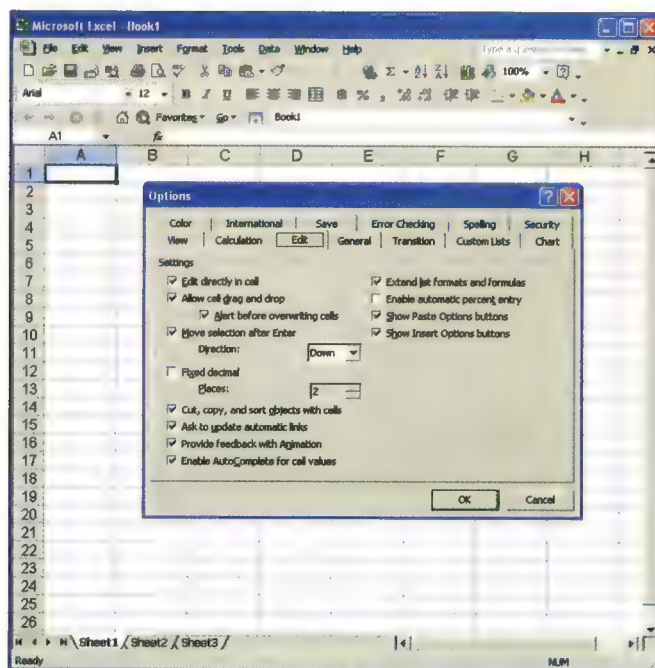 Microsoft Excel - Book1
File Edit View Insert Format Tools Data Window Help
Type a question
100%
Arial 12 B I U $ % ,
Favorites Go Book1
A1 fx
A B C D E F G H
1
2
3
4
5
6
7
8
9
10
11
12
13
14
15
16
17
18
19
20
21
22
23
24
25
26
Options
Color International Save Error Checking Spelling Security
View Calculation Edit General Transition Custom Lists Chart
Settings
Edit directly in cell
Allow cell drag and drop
Alert before overwriting cells
Move selection after Enter
Direction: Down
Fixed decimal
Places: 2
Cut, copy, and sort objects with cells
Ask to update automatic links
Provide feedback with Animation
Enable AutoComplete for cell values
Extend list formats and formulas
Enable automatic percent entry
Show Paste Options buttons
Show Insert Options buttons
OK Cancel
Sheet1 Sheet2 Sheet3
Ready NUM